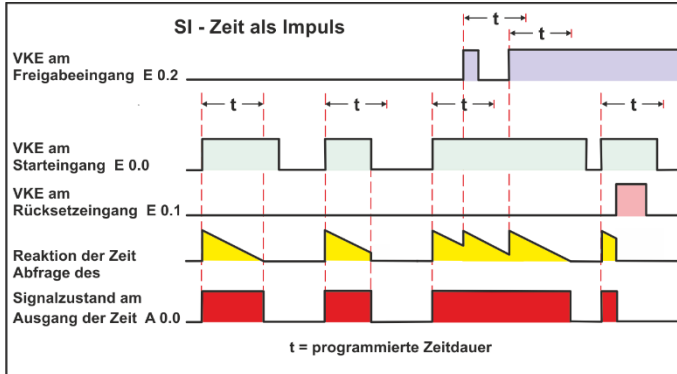 SI - Zeit als Impuls
t
t
VKE am
Freigabeeingang E 0.2
t
t
t
t
VKE am
Starteingang E 0.0
VKE am
Rücksetzeingang E 0.1
Reaktion der Zeit
Abfrage des
Signalzustand am
Ausgang der Zeit A 0.0
t = programmierte Zeitdauer